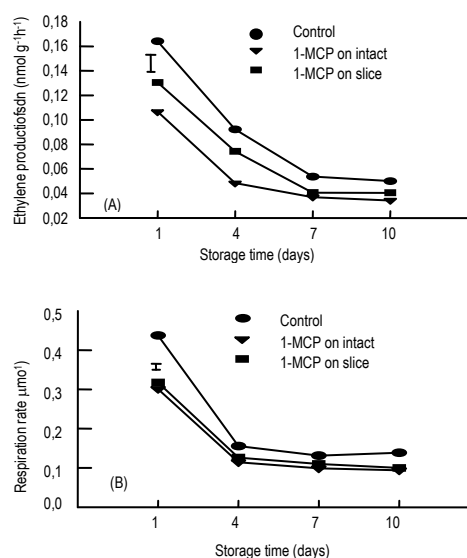 Ethylene productiofsdn (nmol g⁻¹h⁻¹)
0,18
0,16
0,14
0,12
0,10
0,08
0,06
0,04
0,02
Control
1-MCP on intact
1-MCP on slice
(A)
1 4 7 10
Storage time (days)
Respiration rate µmo¹
0,5
0,4
0,3
0,2
0,1
0,0
Control
1-MCP on intact
1-MCP on slice
(B)
1 4 7 10
Storage time (days)